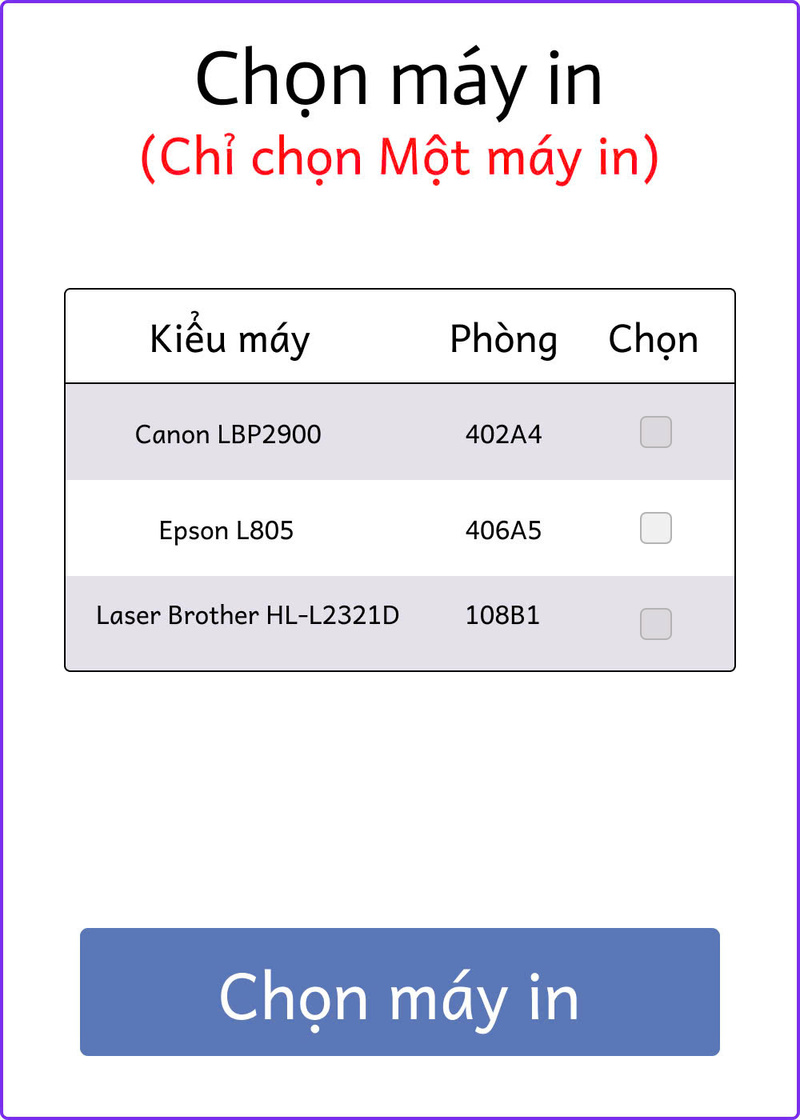 Chọn máy in
(Chỉ chọn Một máy in)
Kiểu máy Phòng Chọn
Canon LBP2900 402A4
Epson L805 406A5
Laser Brother HL-L2321D 108B1
Chọn máy in